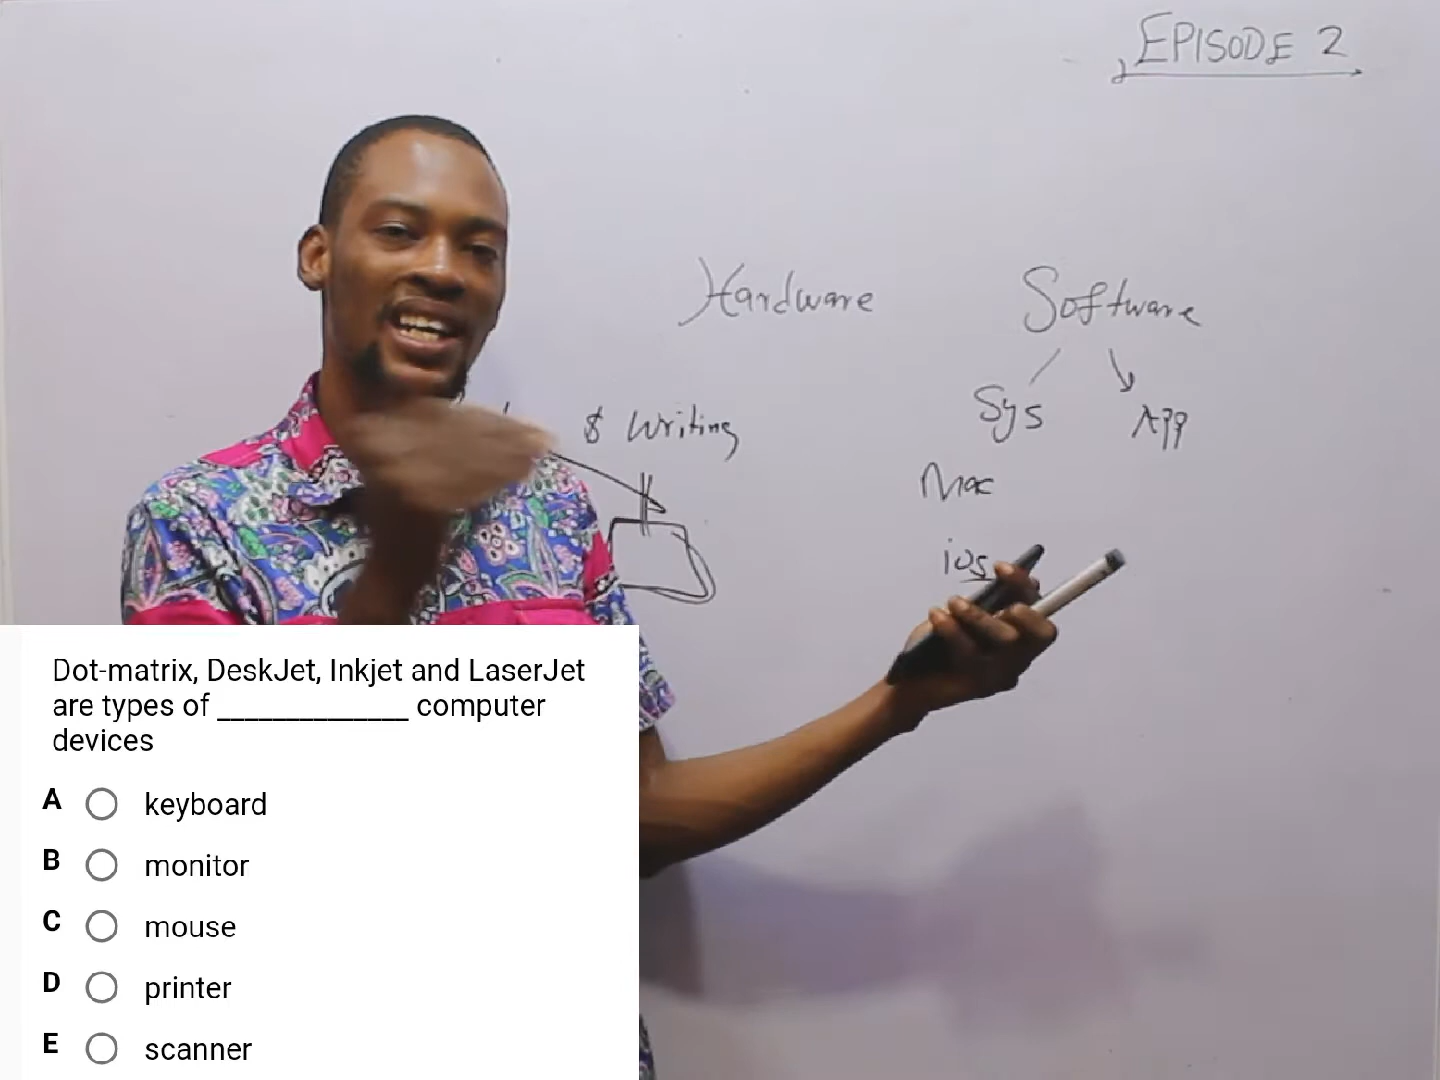 EPISODE 2
Hardware
Software
Sys
App
$ Writing
Mac
ios
Dot-matrix, DeskJet, Inkjet and LaserJet
are types of ______________ computer
devices
A keyboard
B monitor
C mouse
D printer
E scanner